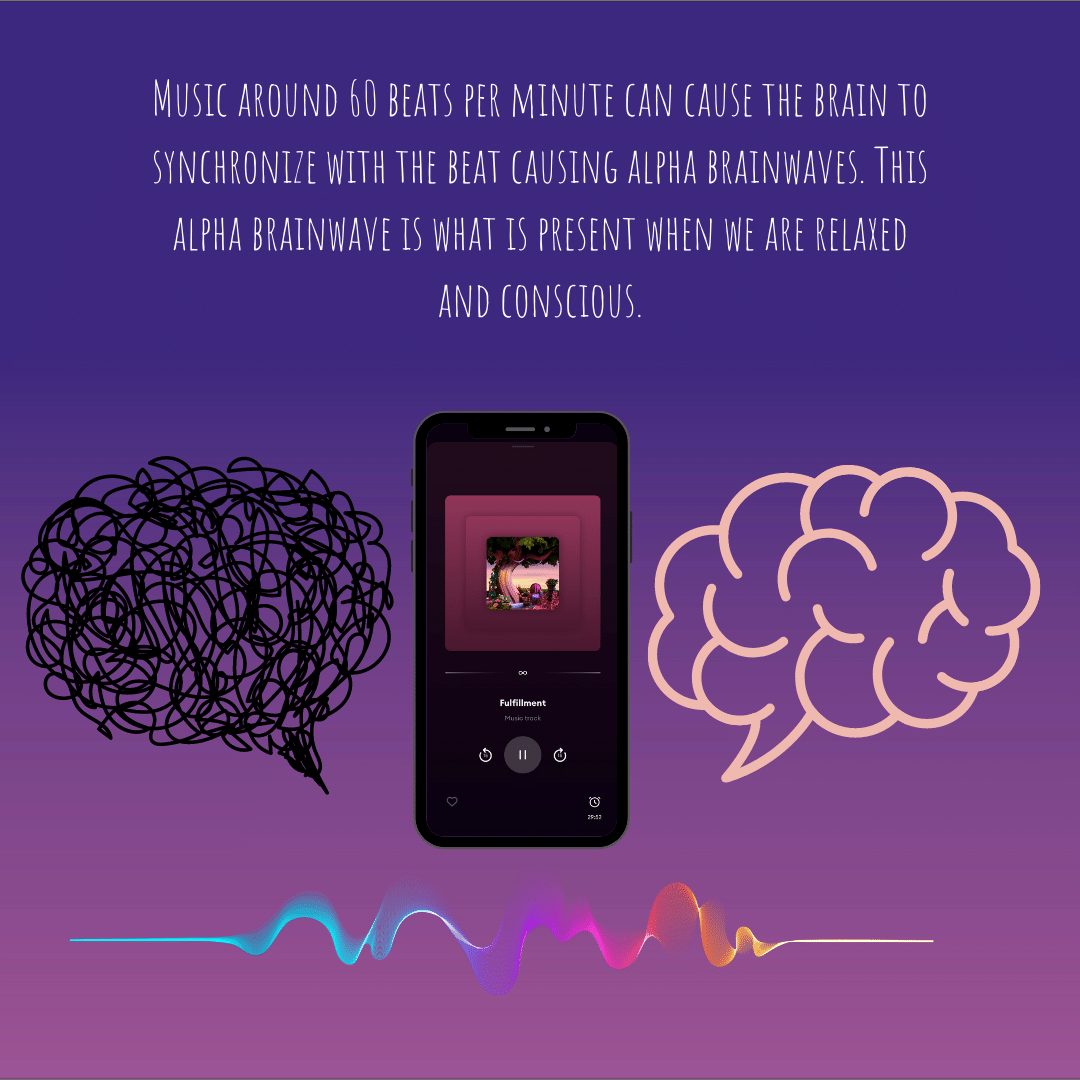 Music around 60 beats per minute can cause the brain to
synchronize with the beat causing alpha brainwaves. This
alpha brainwave is what is present when we are relaxed
and conscious.
Fulfillment
Music track
29:52